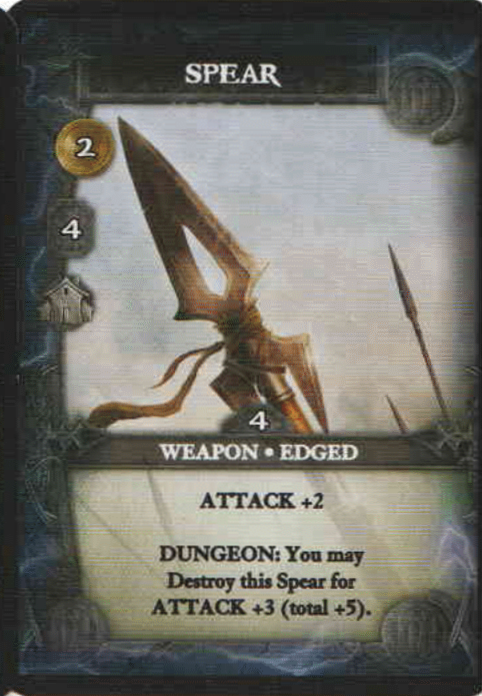 SPEAR
2
4
4
WEAPON • EDGED
ATTACK +2
DUNGEON: You may
Destroy this Spear for
ATTACK +3 (total +5).